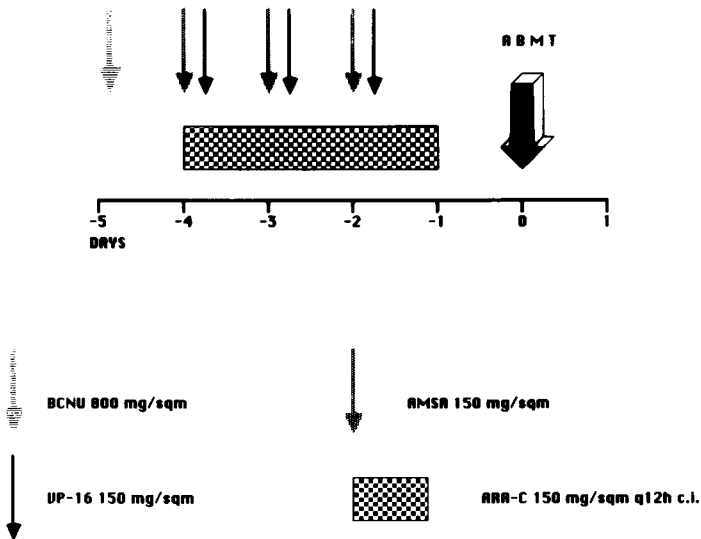 ABMT
-5 -4 -3 -2 -1 0 1
DAYS
BCNU 800 mg/sqm
AMSA 150 mg/sqm
VP-16 150 mg/sqm
ARA-C 150 mg/sqm q12h c.i.